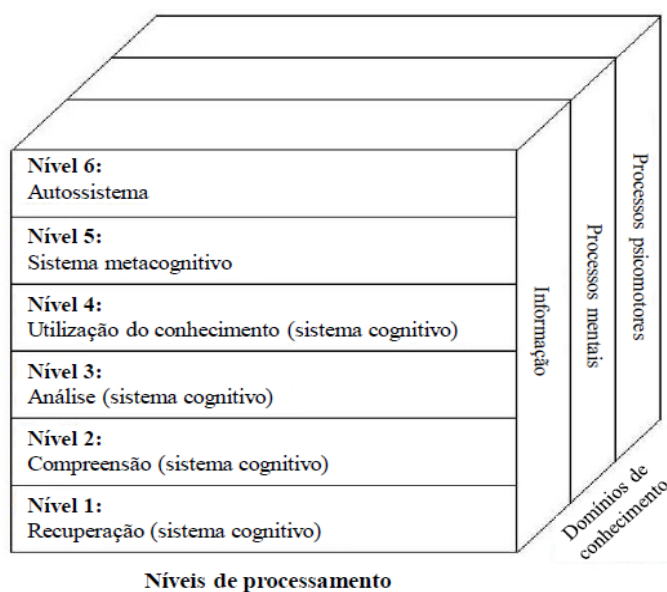 Nível 6:
Autossistema
Nível 5:
Sistema metacognitivo
Nível 4:
Utilização do conhecimento (sistema cognitivo)
Nível 3:
Análise (sistema cognitivo)
Nível 2:
Compreensão (sistema cognitivo)
Nível 1:
Recuperação (sistema cognitivo)
Informação
Processos mentais
Processos psicomotores
Domínios de
conhecimento
Níveis de processamento